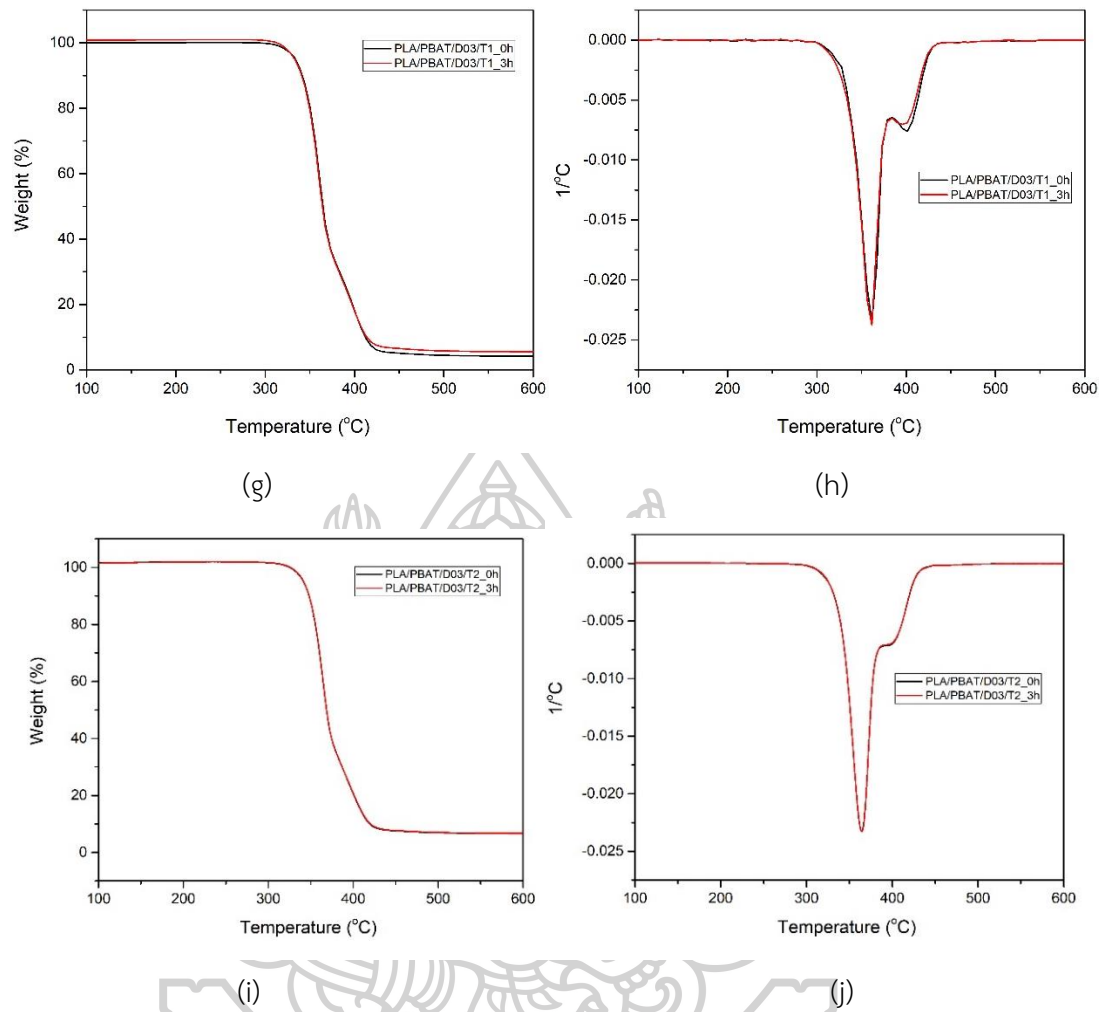 100
80
60
40
20
0
Weight (%)
PLA/PBAT/D03/T1_0h
PLA/PBAT/D03/T1_3h
100 200 300 400 500 600
Temperature (°C)
(g)
0.000
-0.005
-0.010
-0.015
-0.020
-0.025
1/°C
PLA/PBAT/D03/T1_0h
PLA/PBAT/D03/T1_3h
100 200 300 400 500 600
Temperature (°C)
(h)
100
80
60
40
20
0
Weight (%)
PLA/PBAT/D03/T2_0h
PLA/PBAT/D03/T2_3h
100 200 300 400 500 600
Temperature (°C)
(i)
0.000
-0.005
-0.010
-0.015
-0.020
-0.025
1/°C
PLA/PBAT/D03/T2_0h
PLA/PBAT/D03/T2_3h
100 200 300 400 500 600
Temperature (°C)
(j)